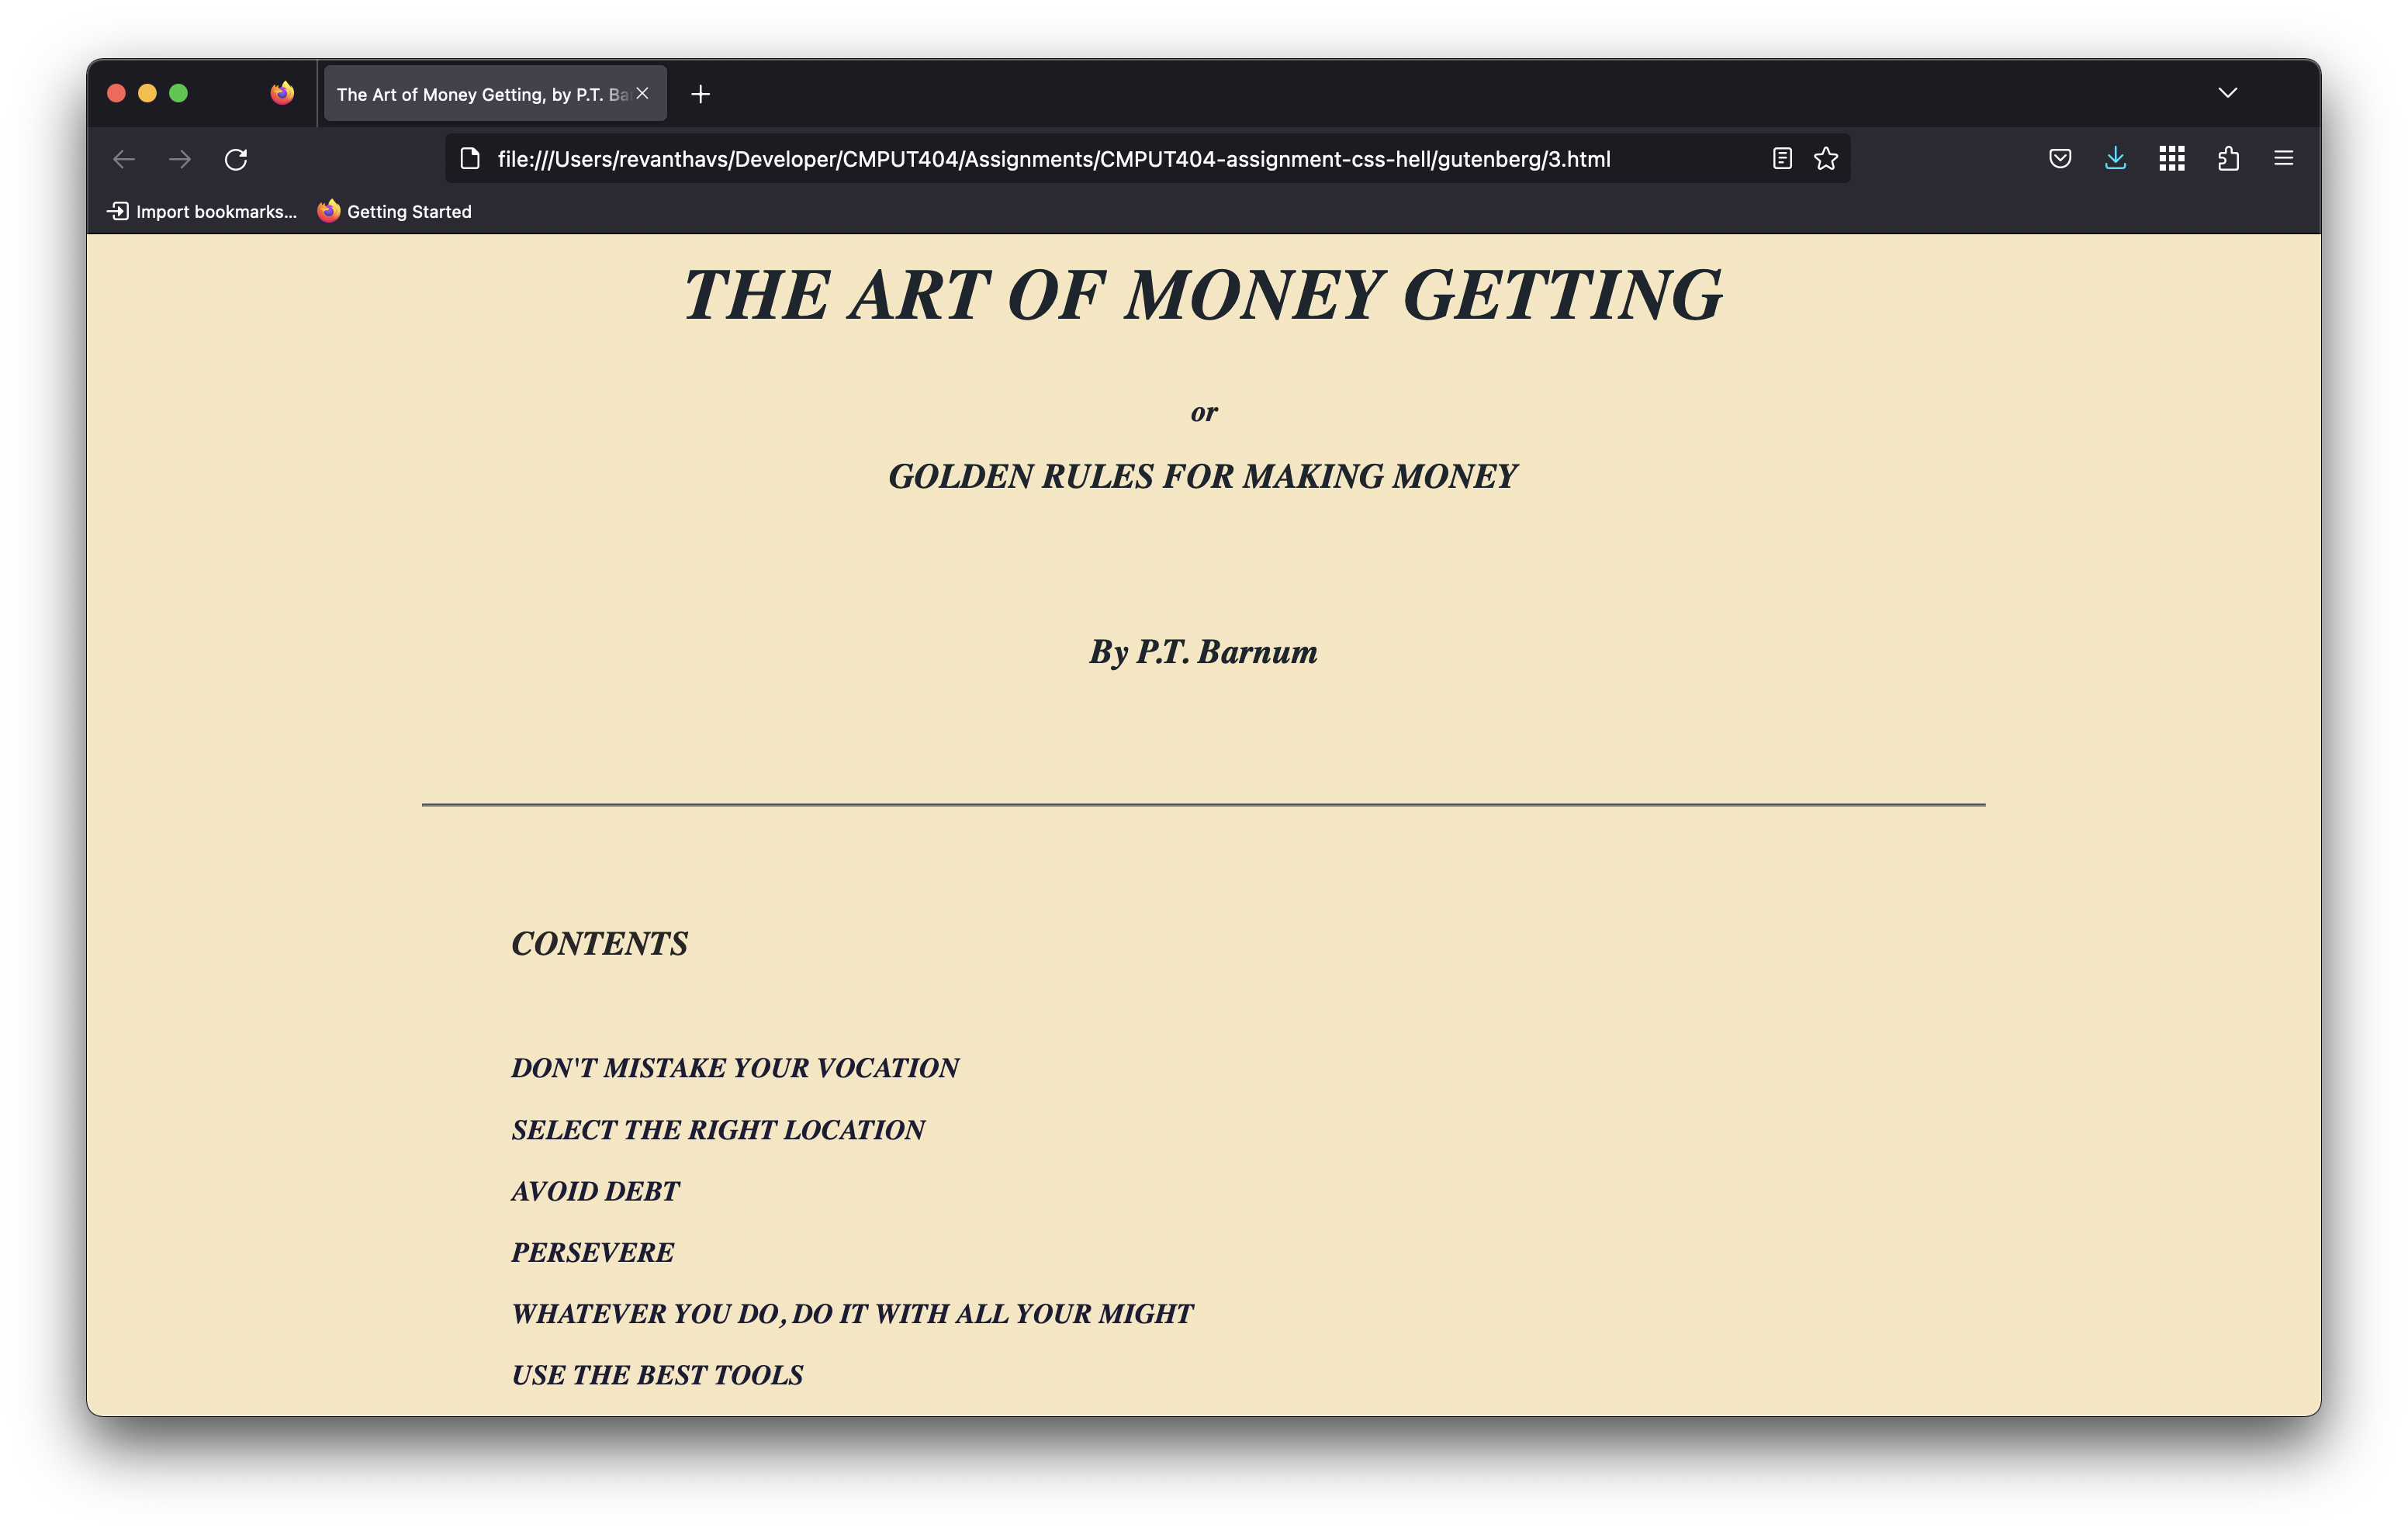 The Art of Money Getting, by P.T. Ba
file:///Users/revanthavs/Developer/CMPUT404/Assignments/CMPUT404-assignment-css-hell/gutenberg/3.html
Import bookmarks... Getting Started
THE ART OF MONEY GETTING
or
GOLDEN RULES FOR MAKING MONEY
By P.T. Barnum
CONTENTS
DON'T MISTAKE YOUR VOCATION
SELECT THE RIGHT LOCATION
AVOID DEBT
PERSEVERE
WHATEVER YOU DO, DO IT WITH ALL YOUR MIGHT
USE THE BEST TOOLS